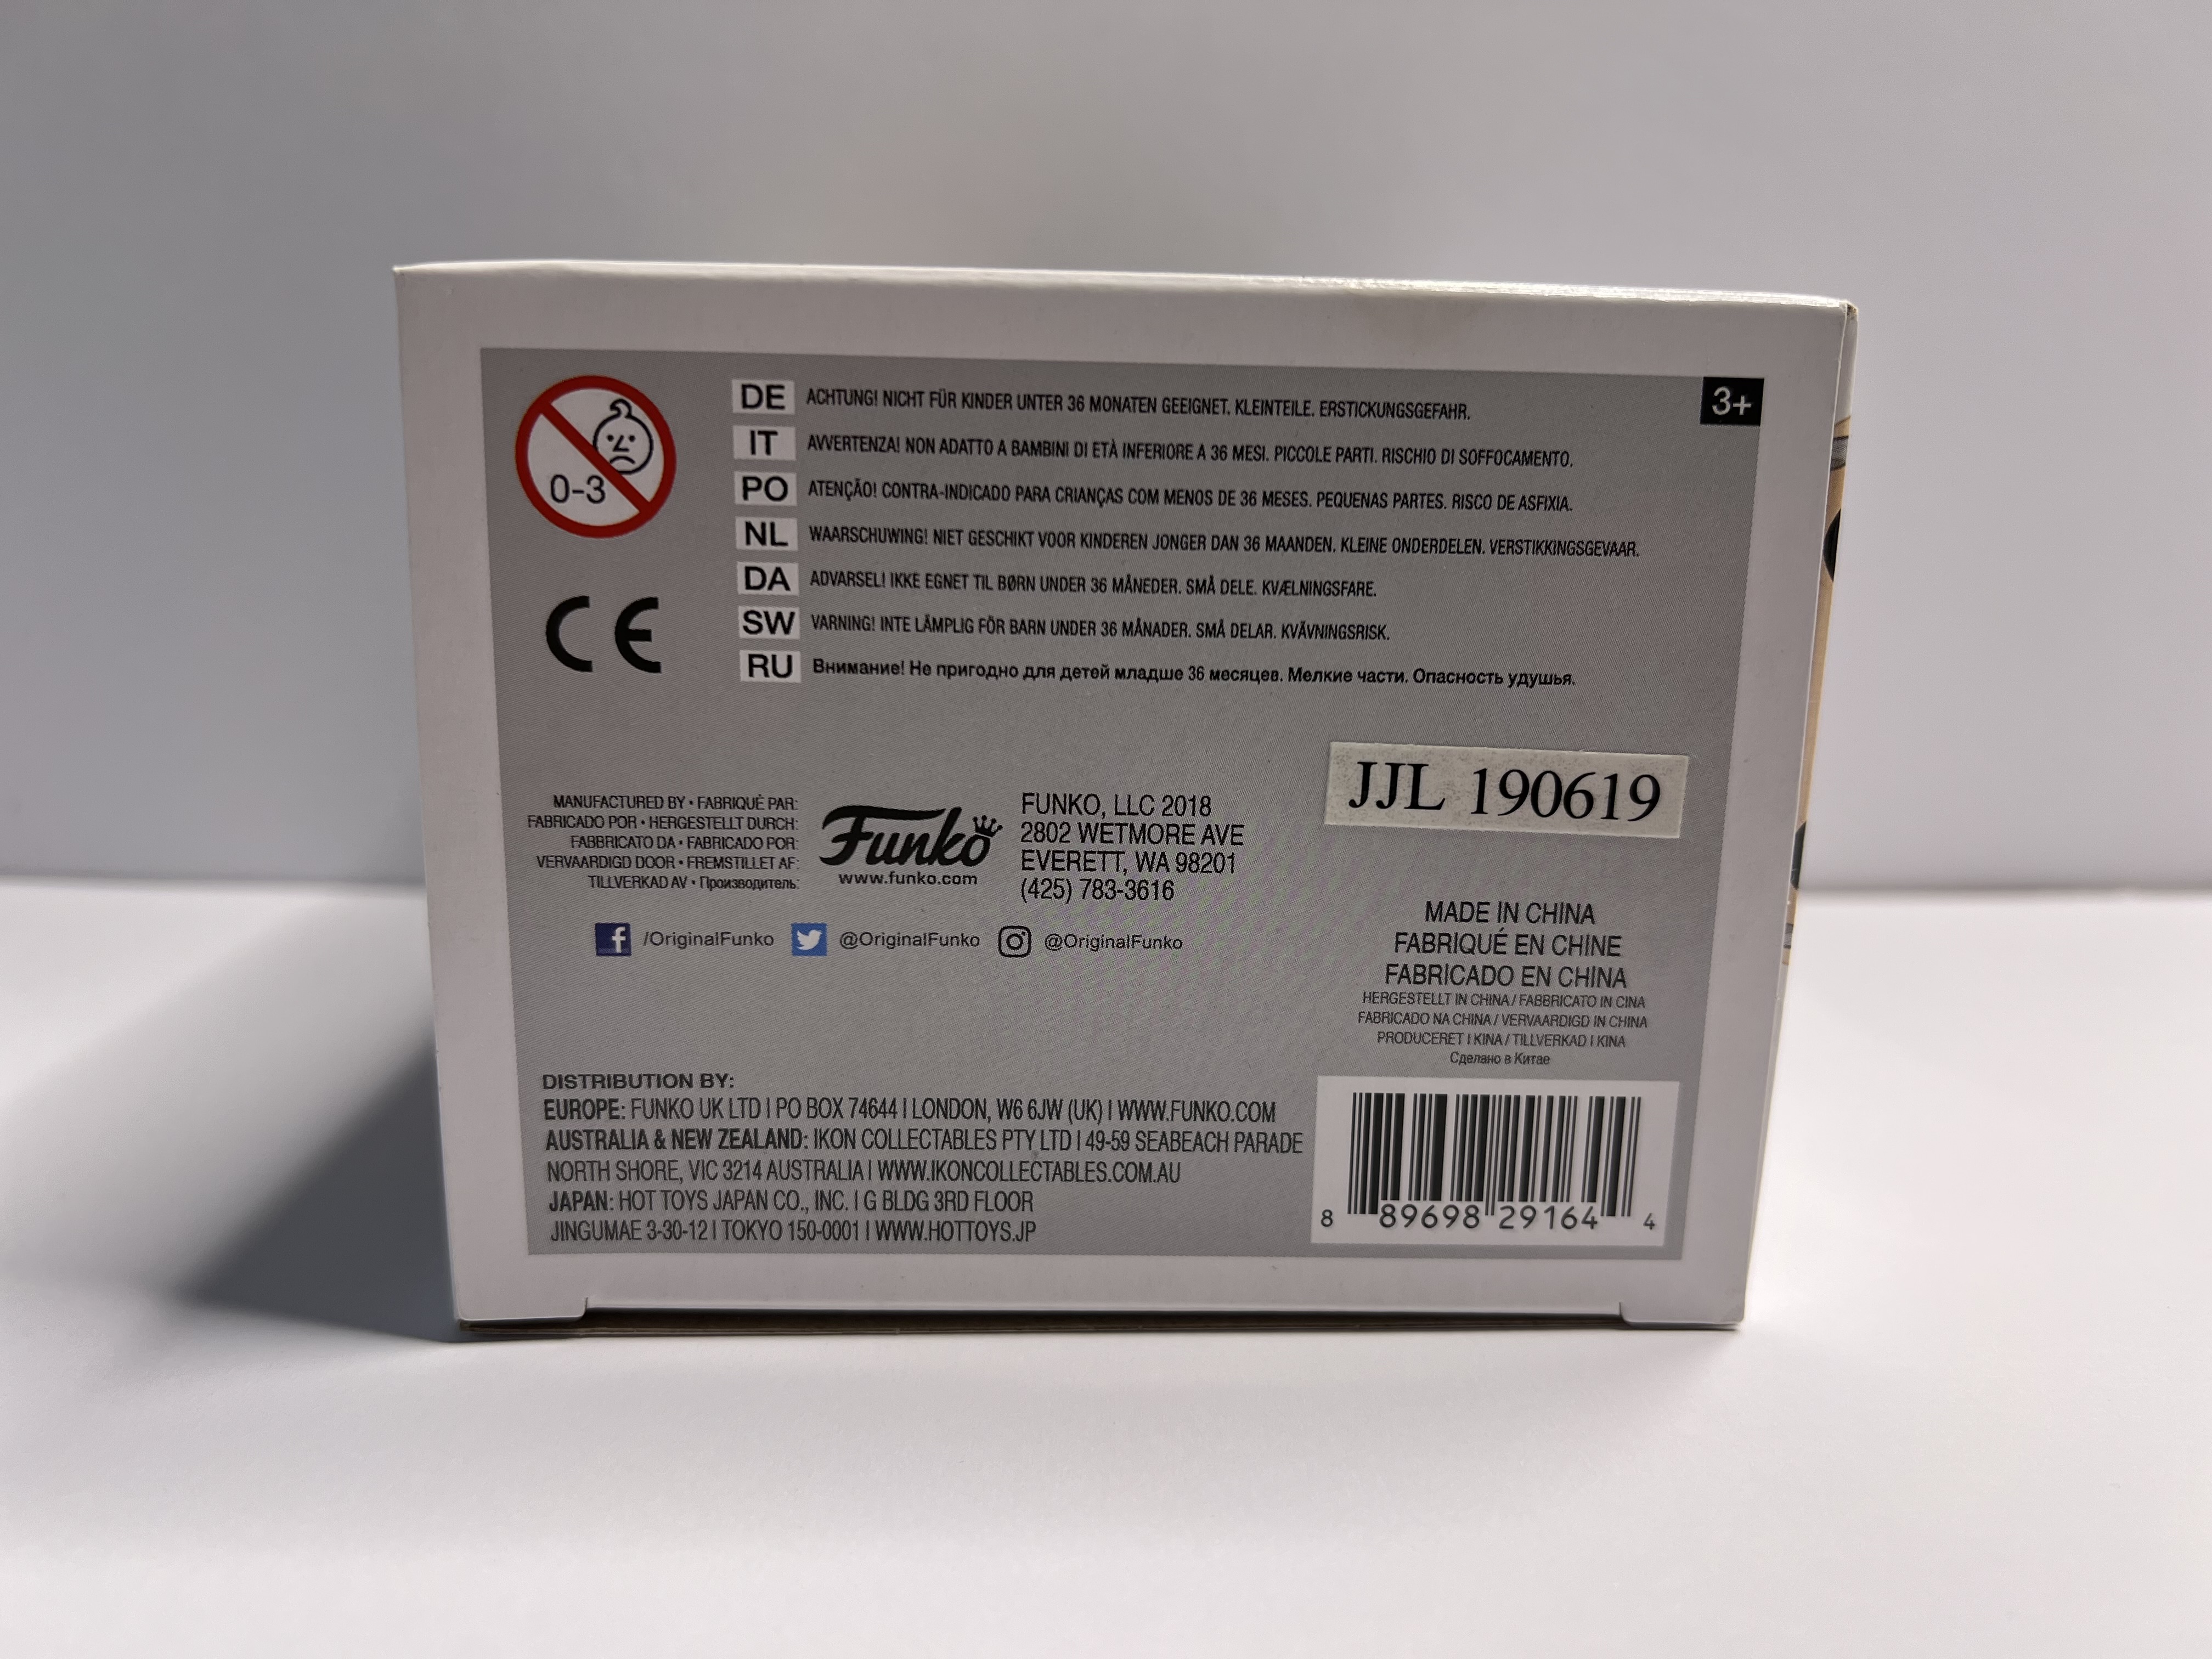 0-3
DE ACHTUNG! NICHT FÜR KINDER UNTER 36 MONATEN GEEIGNET. KLEINTEILE. ERSTICKUNGSGEFAHR.
IT AVVERTENZA! NON ADATTO A BAMBINI DI ETÀ INFERIORE A 36 MESI. PICCOLE PARTI. RISCHIO DI SOFFOCAMENTO.
PO ATENÇÃO! CONTRA-INDICADO PARA CRIANÇAS COM MENOS DE 36 MESES. PEQUENAS PARTES. RISCO DE ASFIXIA.
NL WAARSCHUWING! NIET GESCHIKT VOOR KINDEREN JONGER DAN 36 MAANDEN. KLEINE ONDERDELEN. VERSTIKKINGSGEVAAR.
DA ADVARSEL! IKKE EGNET TIL BØRN UNDER 36 MÅNEDER. SMÅ DELE. KVÆLNINGSFARE.
SW VARNING! INTE LÄMPLIG FÖR BARN UNDER 36 MÅNADER. SMÅ DELAR. KVÄVNINGSRISK.
RU Внимание! Не пригодно для детей младше 36 месяцев. Мелкие части. Опасность удушья.
3+
CE
MANUFACTURED BY • FABRIQUÉ PAR:
FABRICADO POR • HERGESTELLT DURCH:
FABBRICATO DA • FABRICADO POR:
VERVAARDIGD DOOR • FREMSTILLET AF:
TILLVERKAD AV • Производитель:
Funko
www.funko.com
FUNKO, LLC 2018
2802 WETMORE AVE
EVERETT, WA 98201
(425) 783-3616
JJL 190619
/OriginalFunko @OriginalFunko @OriginalFunko
MADE IN CHINA
FABRIQUÉ EN CHINE
FABRICADO EN CHINA
HERGESTELLT IN CHINA / FABBRICATO IN CINA
FABRICADO NA CHINA / VERVAARDIGD IN CHINA
PRODUCERET I KINA / TILLVERKAD I KINA
Сделано в Китае
DISTRIBUTION BY:
EUROPE: FUNKO UK LTD | PO BOX 74644 | LONDON, W6 6JW (UK) | WWW.FUNKO.COM
AUSTRALIA & NEW ZEALAND: IKON COLLECTABLES PTY LTD | 49-59 SEABEACH PARADE
NORTH SHORE, VIC 3214 AUSTRALIA | WWW.IKONCOLLECTABLES.COM.AU
JAPAN: HOT TOYS JAPAN CO., INC. | G BLDG 3RD FLOOR
JINGUMAE 3-30-12 | TOKYO 150-0001 | WWW.HOTTOYS.JP
8 89698 29164 4